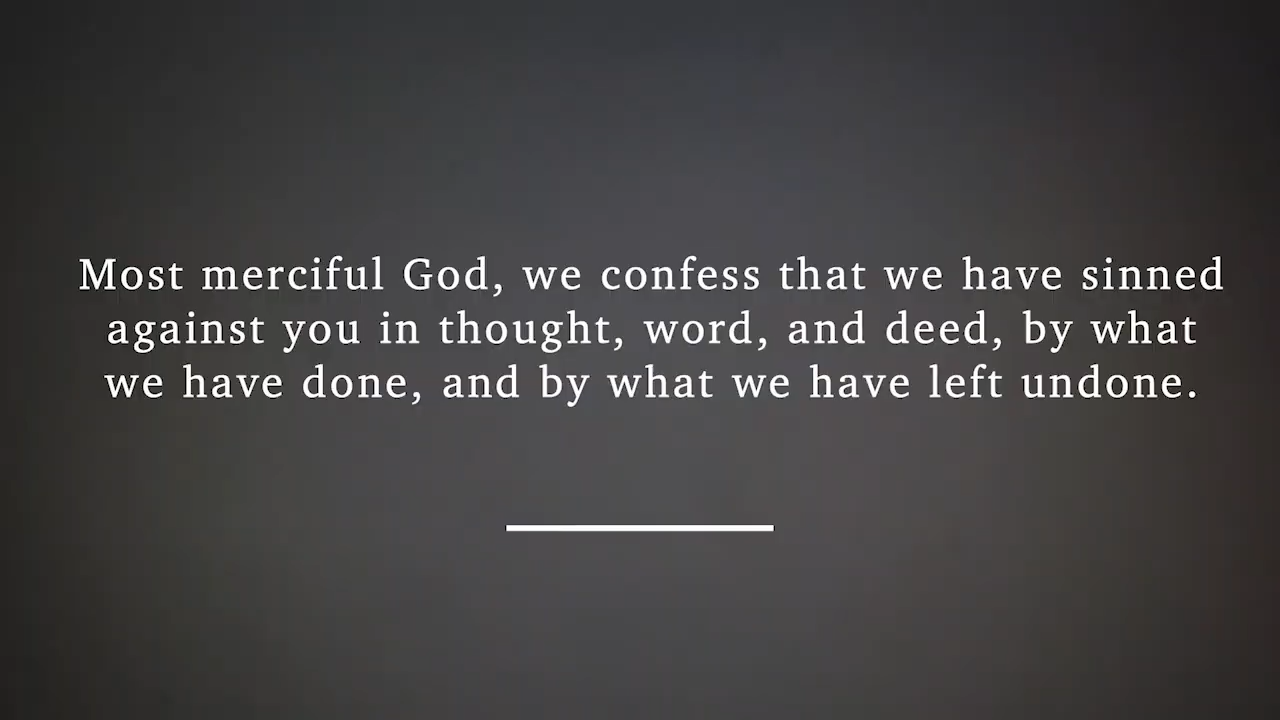 Most merciful God, we confess that we have sinned
against you in thought, word, and deed, by what
we have done, and by what we have left undone.